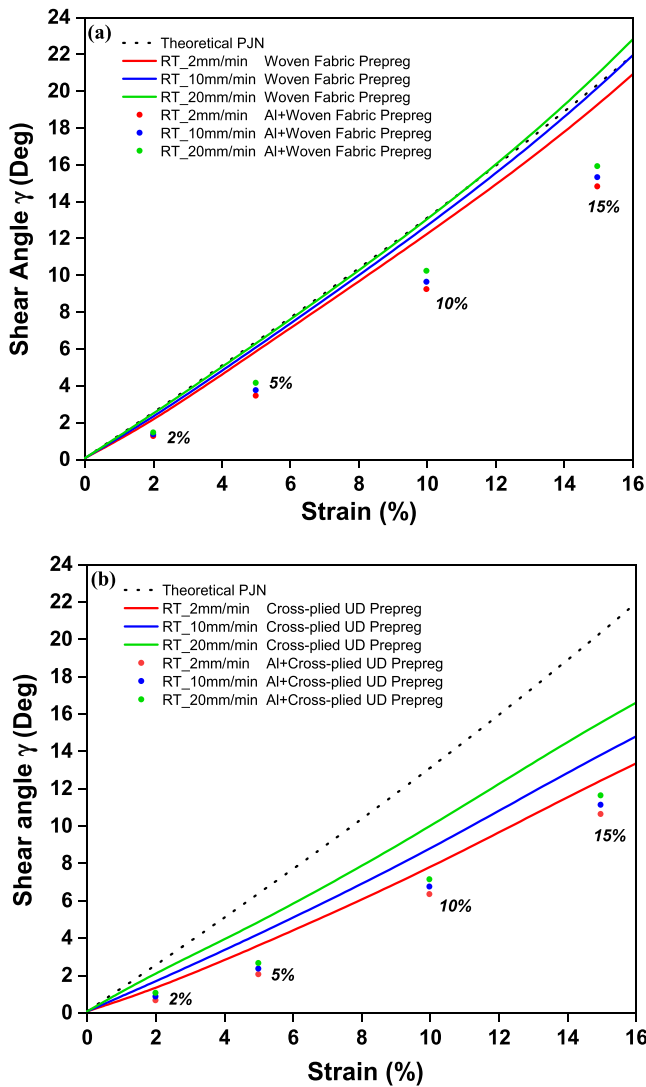 (a)
Theoretical PJN
RT_2mm/min Woven Fabric Prepreg
RT_10mm/min Woven Fabric Prepreg
RT_20mm/min Woven Fabric Prepreg
RT_2mm/min Al+Woven Fabric Prepreg
RT_10mm/min Al+Woven Fabric Prepreg
RT_20mm/min Al+Woven Fabric Prepreg
24
22
20
18
16
14
12
10
8
6
4
2
0
Shear Angle γ (Deg)
2%
5%
10%
15%
0 2 4 6 8 10 12 14 16
Strain (%)
(b)
Theoretical PJN
RT_2mm/min Cross-plied UD Prepreg
RT_10mm/min Cross-plied UD Prepreg
RT_20mm/min Cross-plied UD Prepreg
RT_2mm/min Al+Cross-plied UD Prepreg
RT_10mm/min Al+Cross-plied UD Prepreg
RT_20mm/min Al+Cross-plied UD Prepreg
24
22
20
18
16
14
12
10
8
6
4
2
0
Shear angle γ (Deg)
2%
5%
10%
15%
0 2 4 6 8 10 12 14 16
Strain (%)